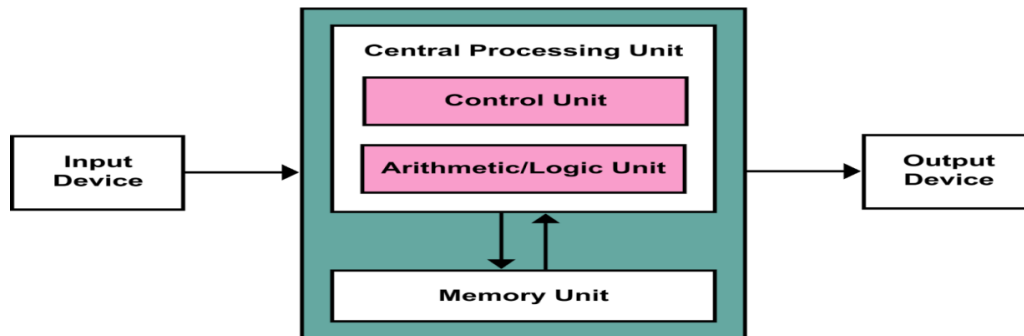 Central Processing Unit
Control Unit
Arithmetic/Logic Unit
Input
Device
Output
Device
Memory Unit